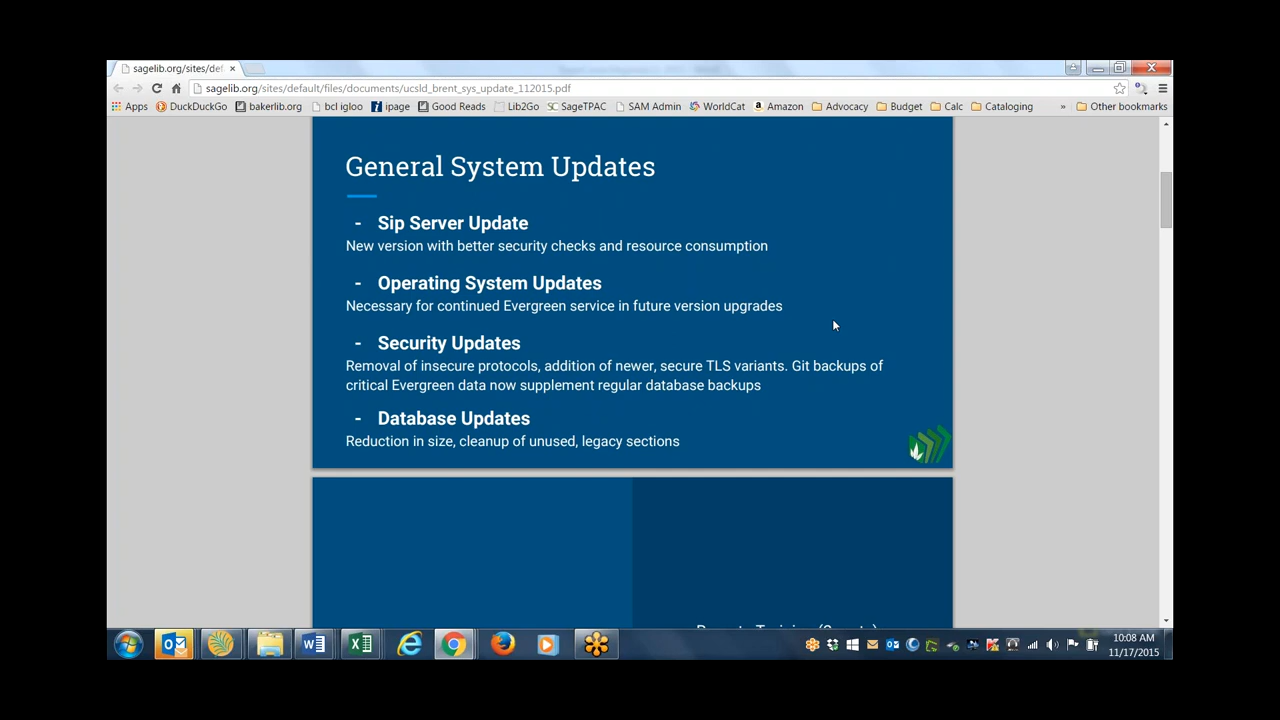 sagelib.org/sites/def
sagelib.org/sites/default/files/documents/ucsld_brent_sys_update_112015.pdf
Apps DuckDuckGo bakerlib.org bcl igloo ipage Good Reads Lib2Go SageTPAC SAM Admin WorldCat Amazon Advocacy Budget Calc Cataloging » Other bookmarks
General System Updates
- Sip Server Update
New version with better security checks and resource consumption
- Operating System Updates
Necessary for continued Evergreen service in future version upgrades
- Security Updates
Removal of insecure protocols, addition of newer, secure TLS variants. Git backups of
critical Evergreen data now supplement regular database backups
- Database Updates
Reduction in size, cleanup of unused, legacy sections
10:08 AM
11/17/2015